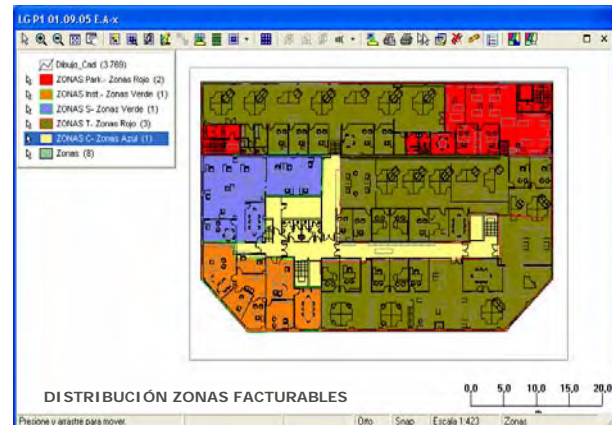 LG P1 01.09.05 E.A-x
Dibujo_Cad (3.769)
ZONAS Park.- Zonas Rojo (2)
ZONAS Inst.- Zonas Verde (1)
ZONAS S.- Zonas Verde (1)
ZONAS T.- Zonas Rojo (3)
ZONAS C- Zonas Azul (1)
Zonas (8)
DISTRIBUCIÓN ZONAS FACTURABLES
0,0 5,0 10,0 15,0 20,0
Presione y arrastre para mover. Orto Snap Escala 1:423 Zonas